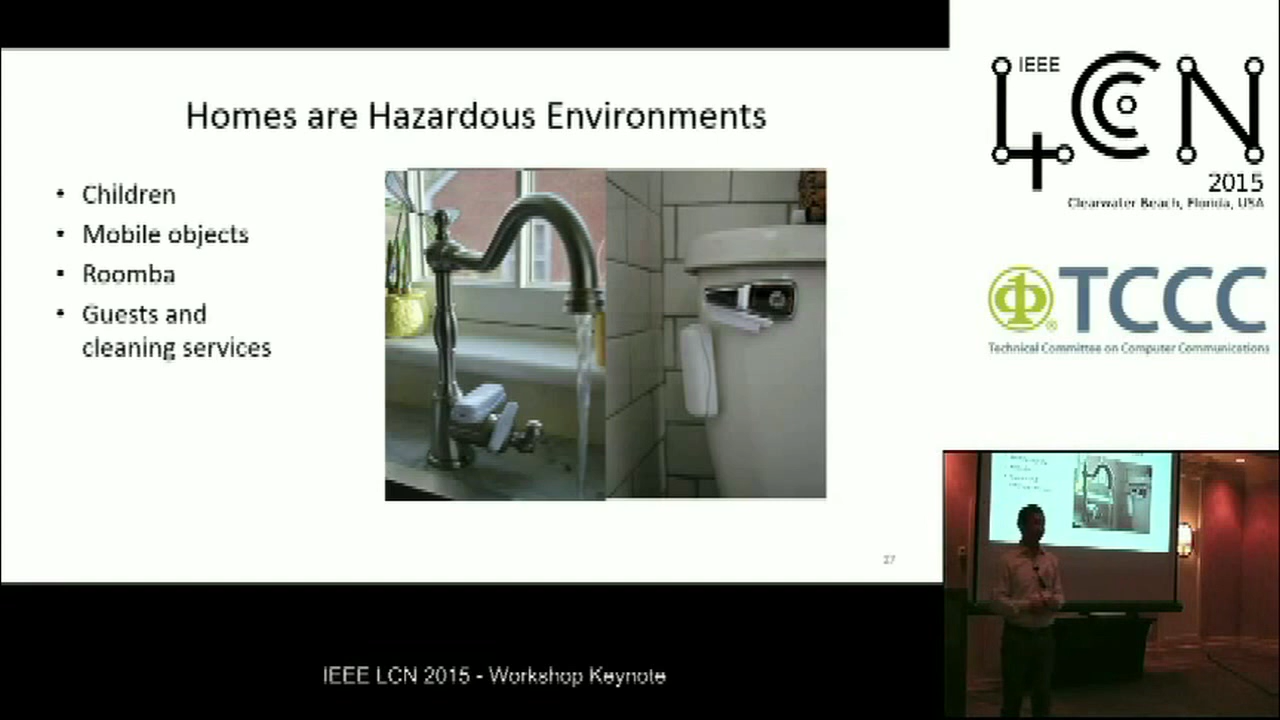 Homes are Hazardous Environments
• Children
• Mobile objects
• Roomba
• Guests and
cleaning services
27
IEEE
LCN
2015
Clearwater Beach, Florida, USA
TCCC
Technical Committee on Computer Communications
IEEE LCN 2015 - Workshop Keynote